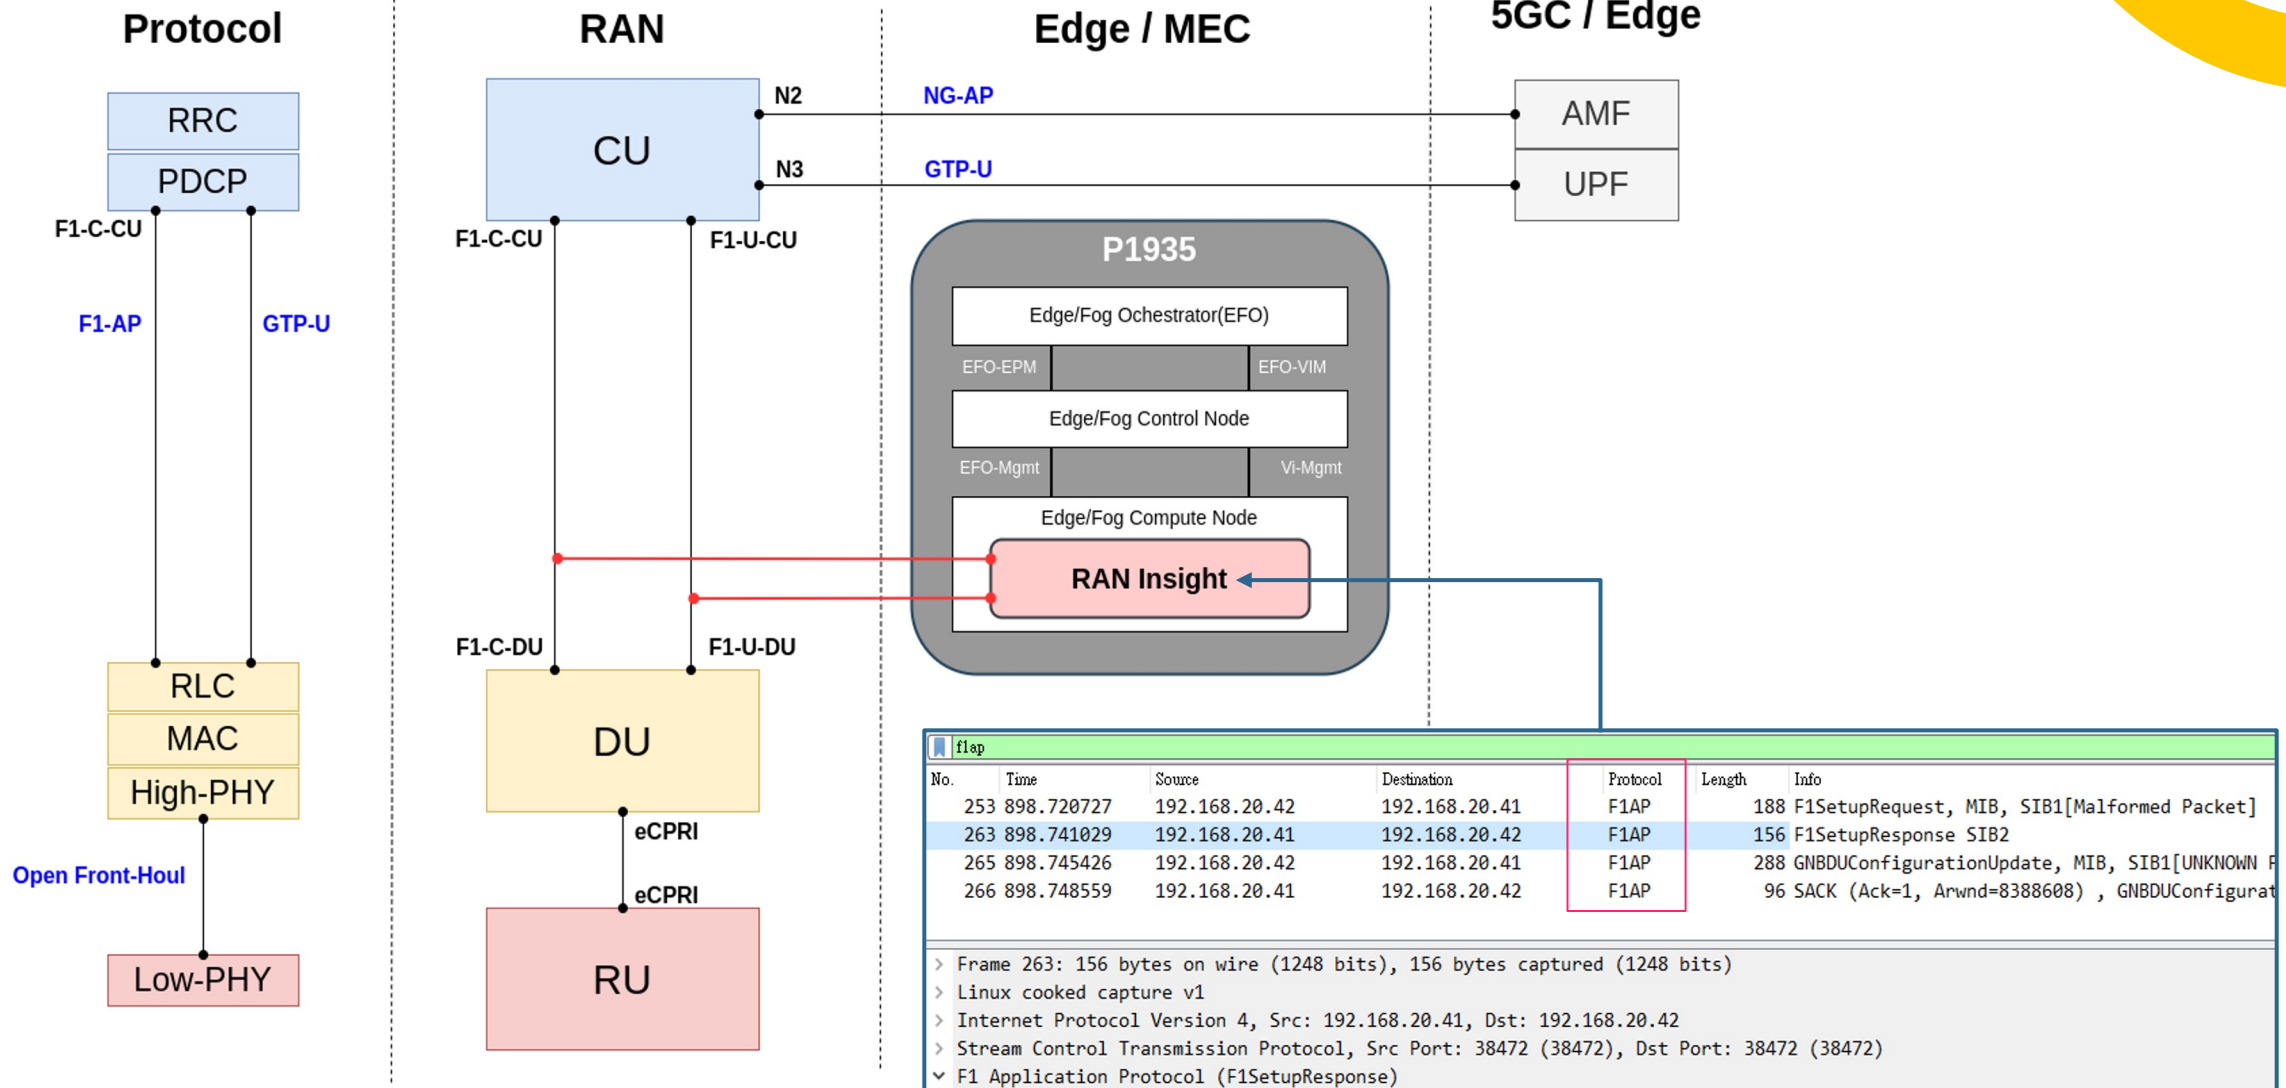 Protocol
RAN
Edge / MEC
5GC / Edge
RRC
PDCP
F1-C-CU
F1-AP
GTP-U
RLC
MAC
High-PHY
Open Front-Houl
Low-PHY
CU
N2
NG-AP
N3
GTP-U
AMF
UPF
F1-C-CU
F1-U-CU
F1-C-DU
F1-U-DU
DU
eCPRI
eCPRI
RU
P1935
Edge/Fog Ochestrator(EFO)
EFO-EPM
EFO-VIM
Edge/Fog Control Node
EFO-Mgmt
Vi-Mgmt
Edge/Fog Compute Node
RAN Insight
f1ap
No. Time Source Destination Protocol Length Info
253 898.720727 192.168.20.42 192.168.20.41 F1AP 188 F1SetupRequest, MIB, SIB1[Malformed Packet]
263 898.741029 192.168.20.41 192.168.20.42 F1AP 156 F1SetupResponse SIB2
265 898.745426 192.168.20.42 192.168.20.41 F1AP 288 GNBDUConfigurationUpdate, MIB, SIB1[UNKNOWN
266 898.748559 192.168.20.41 192.168.20.42 F1AP 96 SACK (Ack=1, Arwnd=8388608) , GNBDUConfigurat
Frame 263: 156 bytes on wire (1248 bits), 156 bytes captured (1248 bits)
Linux cooked capture v1
Internet Protocol Version 4, Src: 192.168.20.41, Dst: 192.168.20.42
Stream Control Transmission Protocol, Src Port: 38472 (38472), Dst Port: 38472 (38472)
F1 Application Protocol (F1SetupResponse)